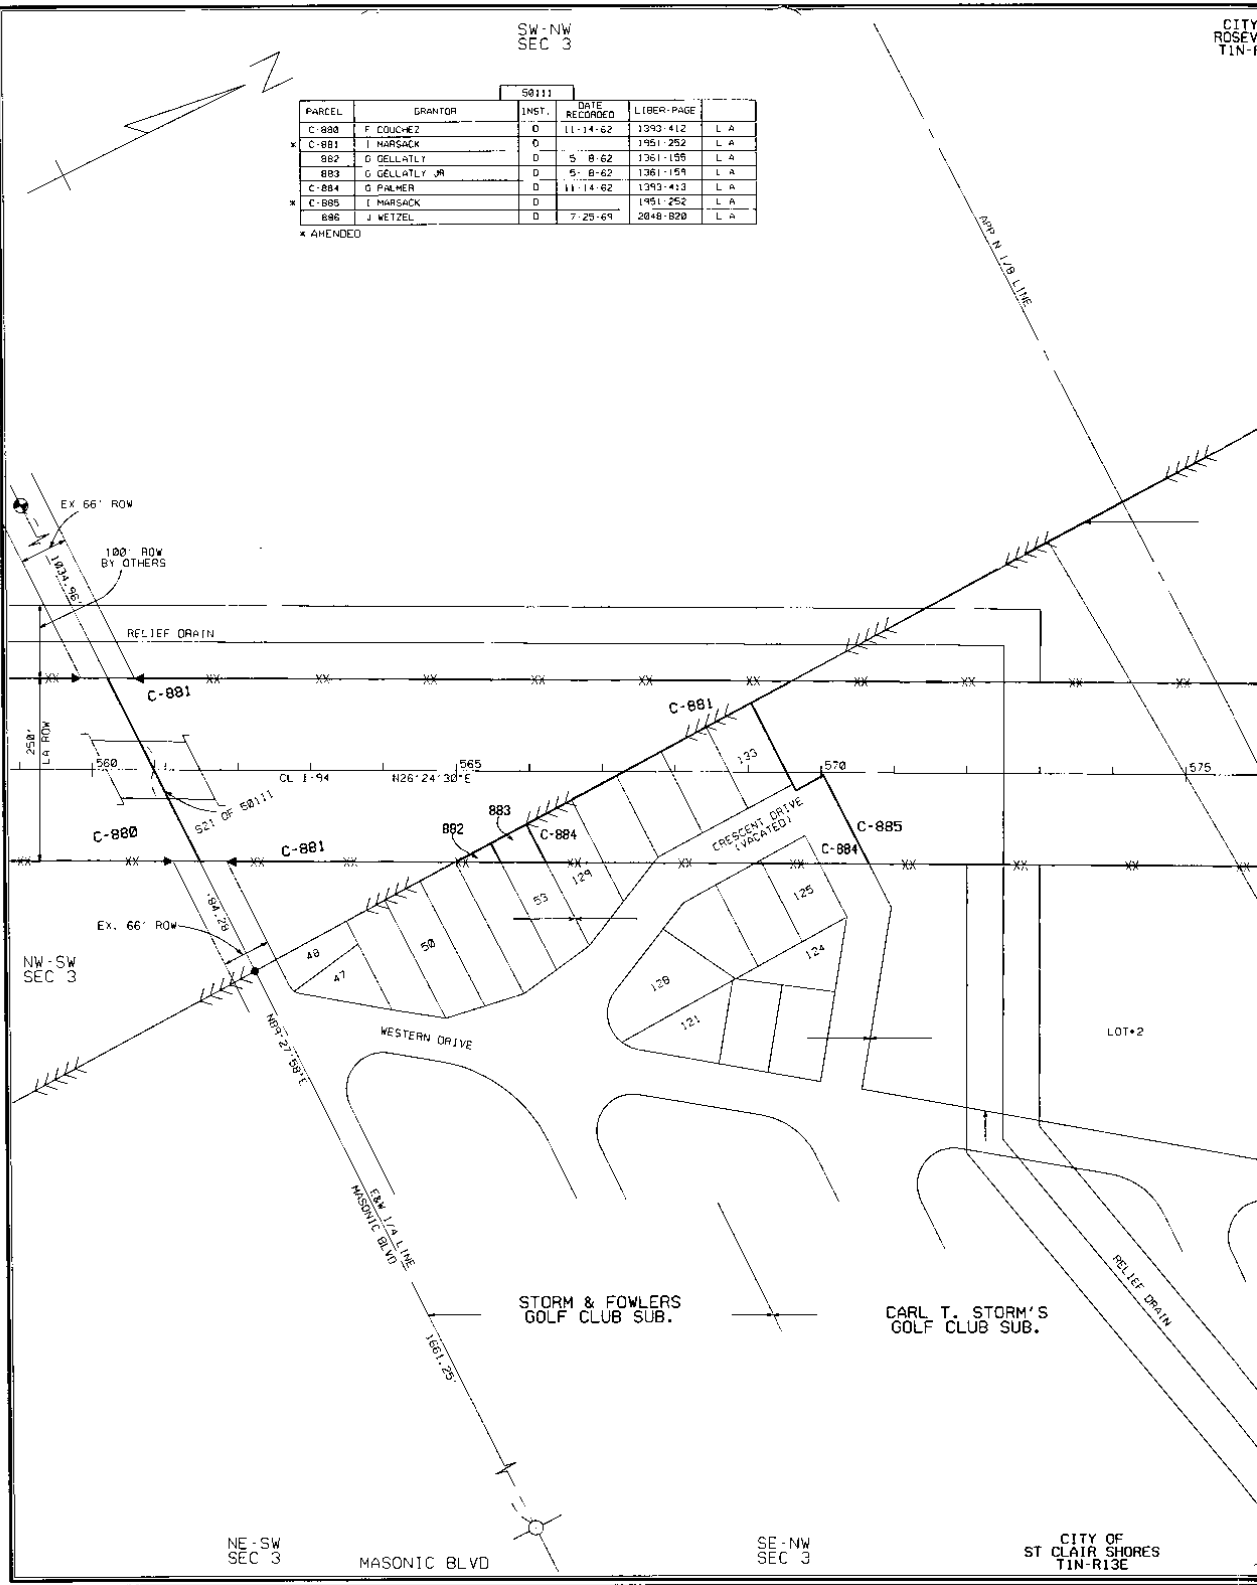 SW-NW
SEC 3
CITY
ROSEV
T1N-R
50111
PARCEL GRANTOR INST. DATE RECORDED LIBER-PAGE
C-880 F COUCHEZ D 11-14-62 1393-412 L A
* C-881 I MARSACK D 1951-252 L A
882 G GELLATLY D 5 8-62 1361-159 L A
883 G GELLATLY JR D 5-8-62 1361-159 L A
C-884 G PALMER D 11-14-62 1393-413 L A
* C-885 I MARSACK D 1951-252 L A
886 J WETZEL D 7-25-69 2048-820 L A
* AMENDED
APP N 1/8 LINE
EX 66' ROW
100' ROW
BY OTHERS
1034.96'
RELIEF DRAIN
C-881
C-881
250'
LA ROW
133
560
565
570
575
CL I-94
N26°24'30"E
S21 OF 50111
883
882
C-884
CRESCENT DRIVE
(VACATED)
C-885
C-880
C-881
C-884
129
53
125
EX. 66' ROW
50
48
47
124
NW-SW
SEC 3
128
121
WESTERN DRIVE
LOT•2
N89°27'58"E
E&W 1/4 LINE
MASONIC BLVD
RELIEF DRAIN
STORM & FOWLERS
GOLF CLUB SUB.
CARL T. STORM'S
GOLF CLUB SUB.
1661.25'
NE-SW
SEC 3
MASONIC BLVD
SE-NW
SEC 3
CITY OF
ST CLAIR SHORES
T1N-R13E